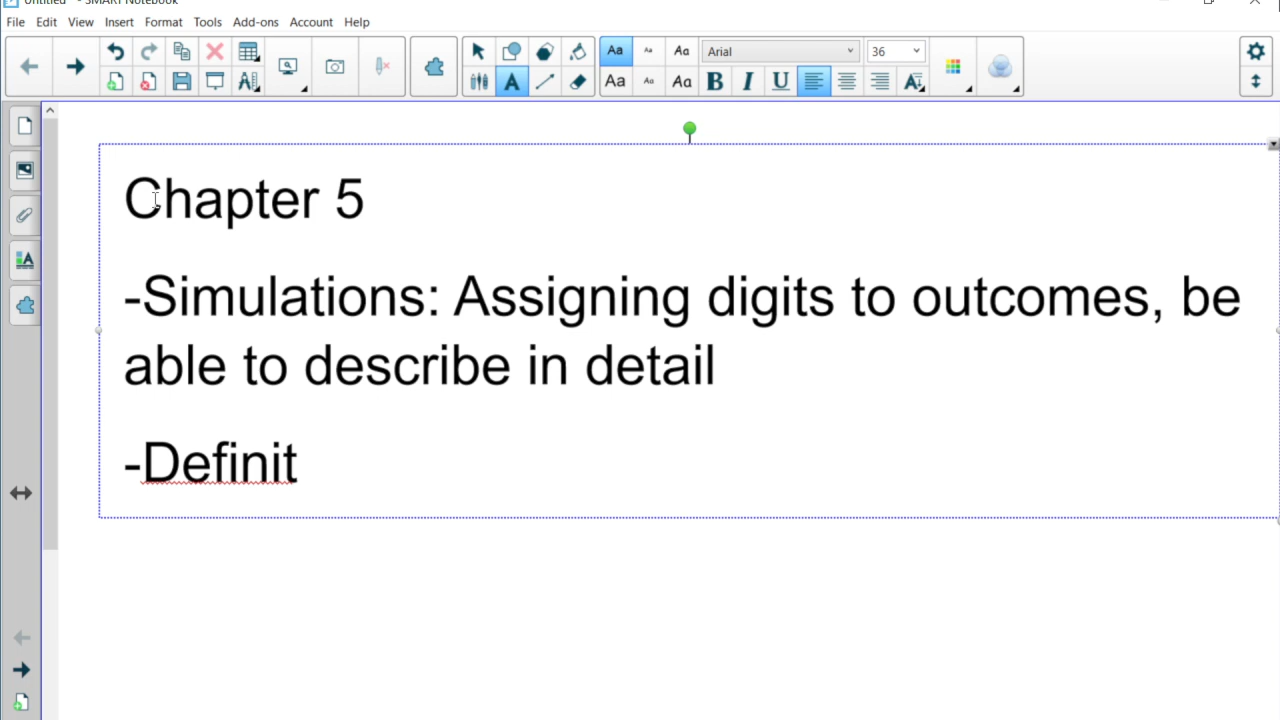 Untitled* - SMART Notebook
File Edit View Insert Format Tools Add-ons Account Help
Arial 36
Chapter 5
-Simulations: Assigning digits to outcomes, be
able to describe in detail
-Definit